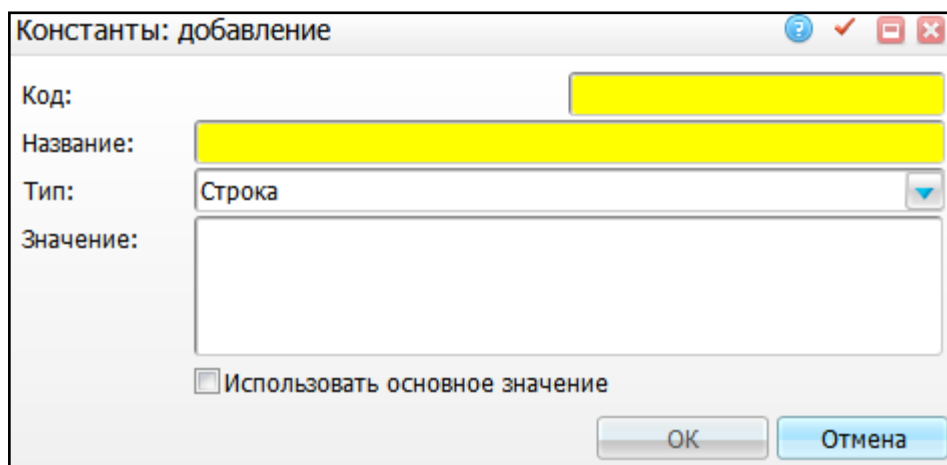 Константы: добавление
Код:
Название:
Тип: Строка
Значение:
Использовать основное значение
ОК Отмена